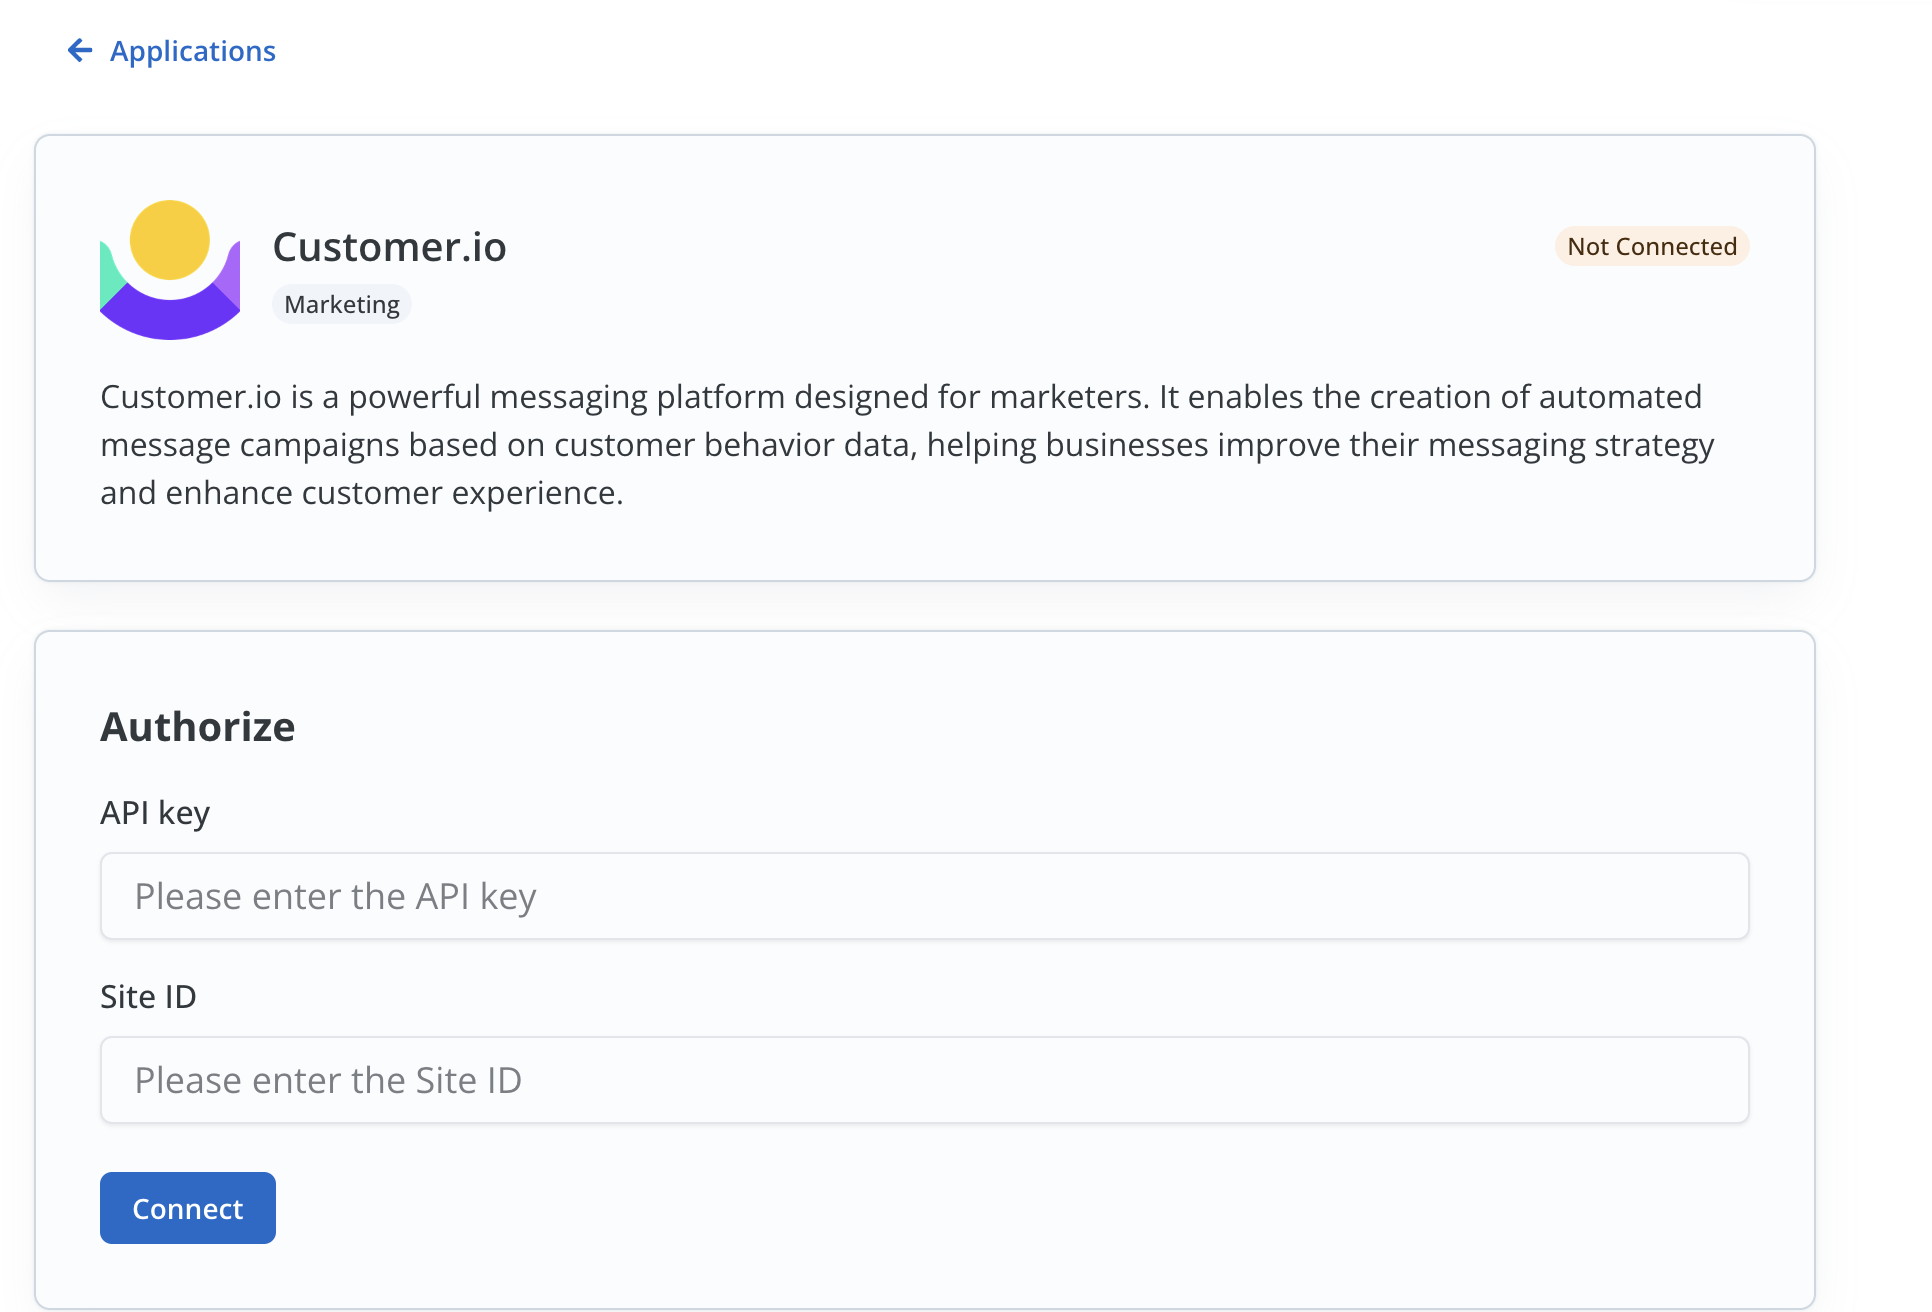 Applications
Customer.io
Not Connected
Marketing
Customer.io is a powerful messaging platform designed for marketers. It enables the creation of automated
message campaigns based on customer behavior data, helping businesses improve their messaging strategy
and enhance customer experience.
Authorize
API key
Please enter the API key
Site ID
Please enter the Site ID
Connect